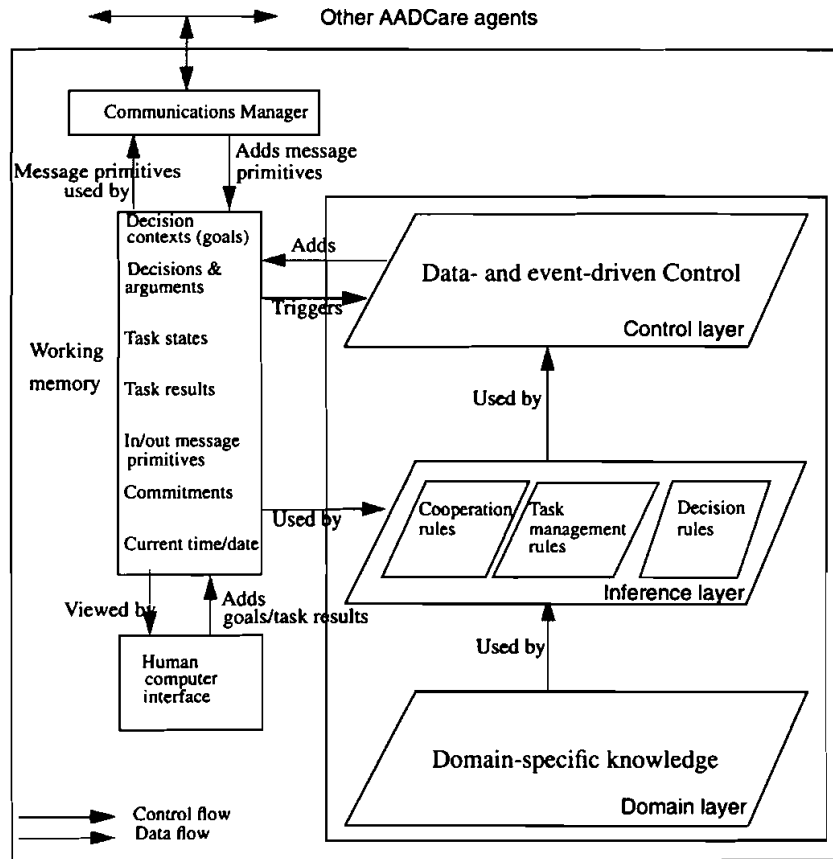 Other AADCare agents
Communications Manager
Message primitives
used by
Adds message
primitives
Decision
contexts (goals)
Decisions &
arguments
Task states
Task results
In/out message
primitives
Commitments
Current time/date
Working
memory
Adds
Triggers
Data- and event-driven Control
Control layer
Used by
Used by
Cooperation
rules
Task
management
rules
Decision
rules
Inference layer
Viewed by
Adds
goals/task results
Human
computer
interface
Used by
Domain-specific knowledge
Domain layer
Control flow
Data flow